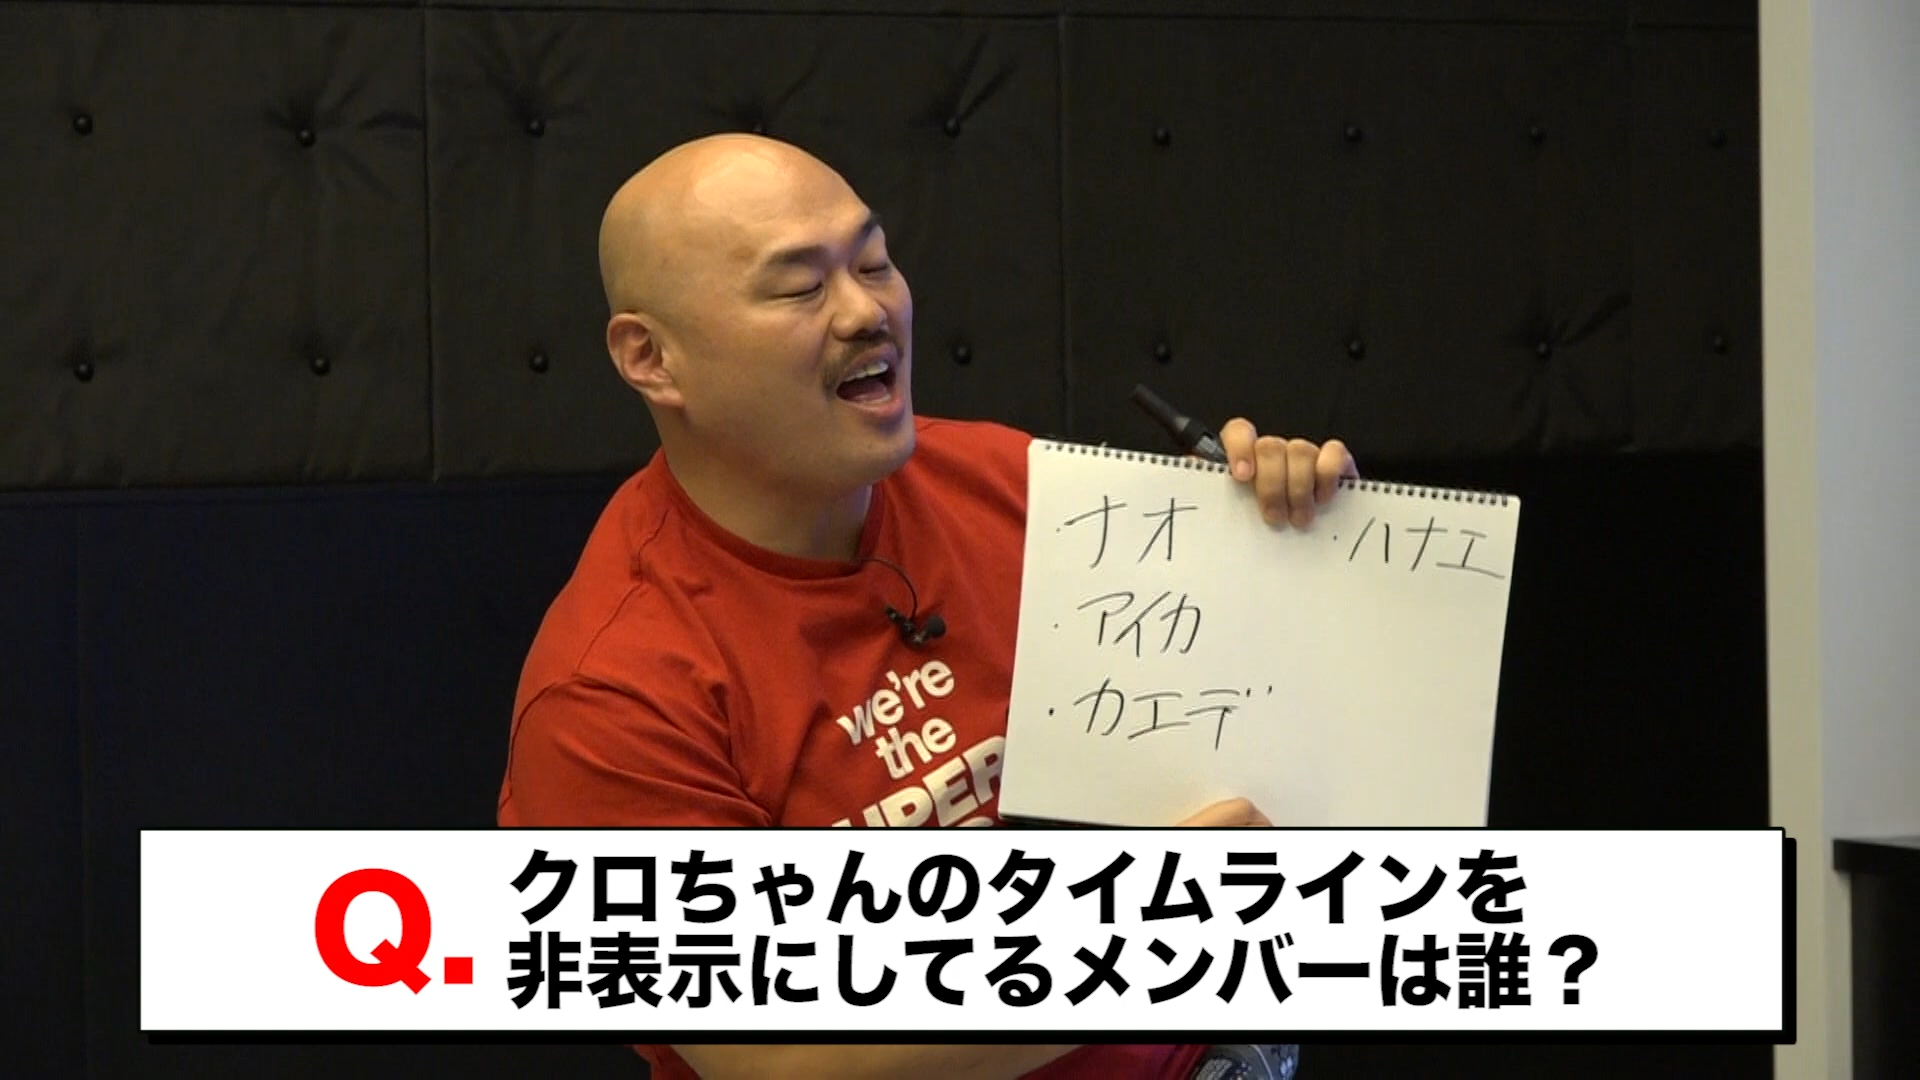 ・ナオ
・アイカ
・カエデ
・ハナエ
we're
the
Q. クロちゃんのタイムラインを
非表示にしてるメンバーは誰？